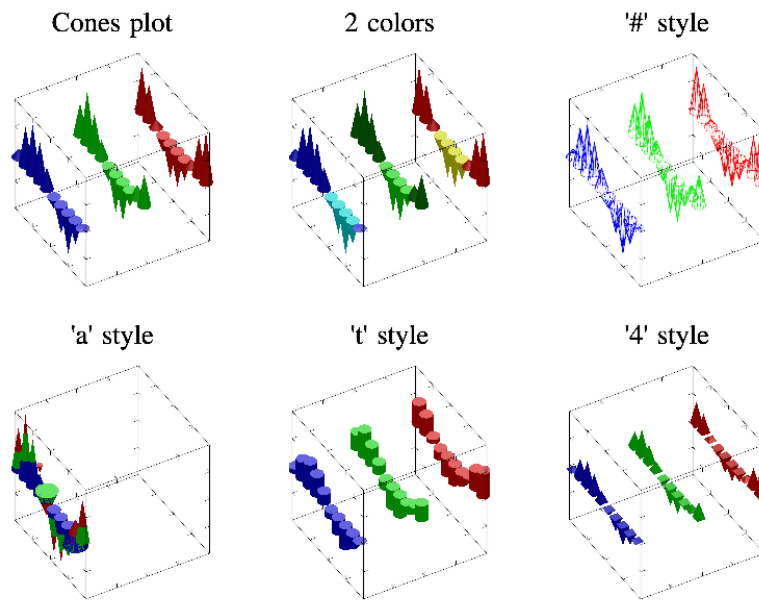 Cones plot
2 colors
'#' style
'a' style
't' style
'4' style